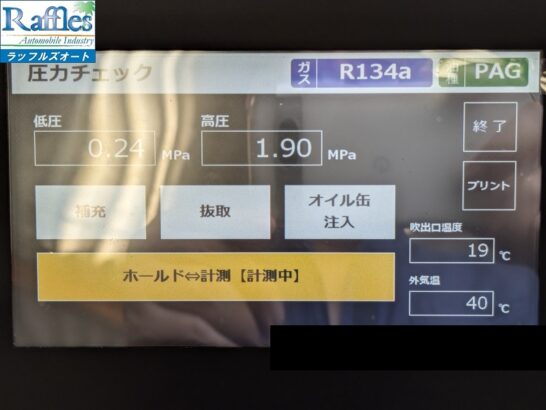 Raffles
Automobile Industry
ラッフルズオート
圧力チェック
ガス R134a
PAG
低圧
高圧
終了
0.24 MPa
1.90 MPa
プリント
補充
抜取
オイル缶
注入
吹出口温度
19 ℃
ホールド⇔計測【計測中】
外気温
40 ℃